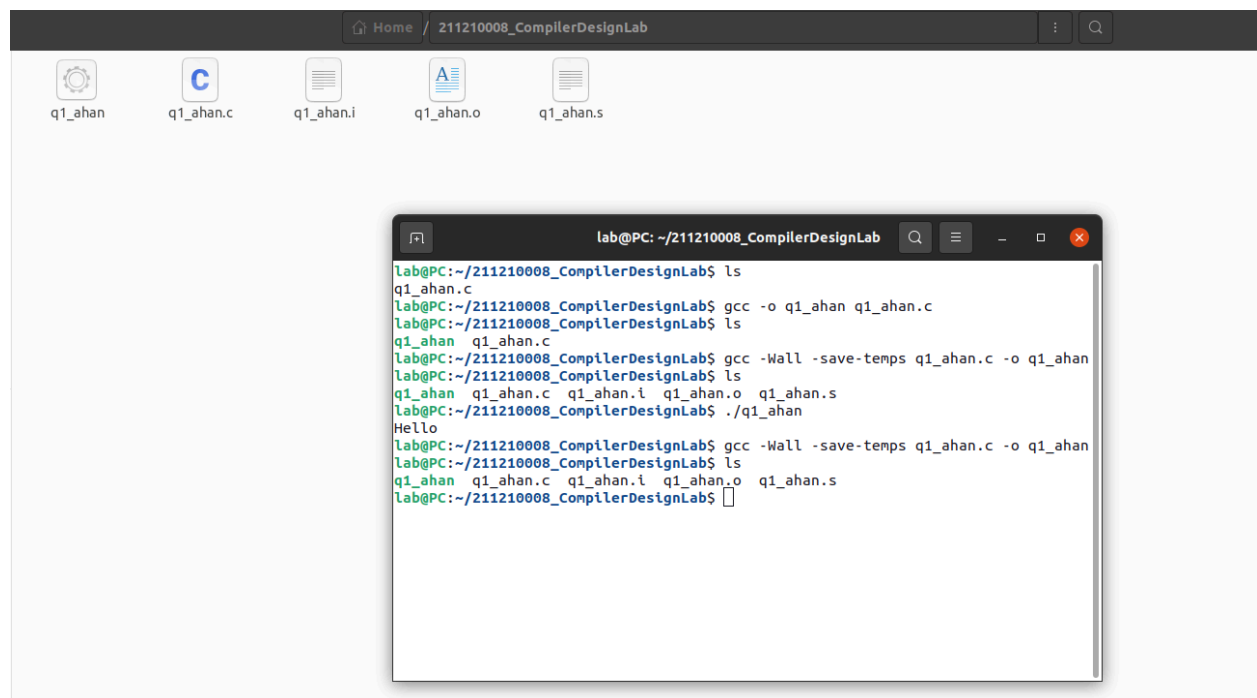 Home / 211210008_CompilerDesignLab
q1_ahan q1_ahan.c q1_ahan.i q1_ahan.o q1_ahan.s
lab@PC: ~/211210008_CompilerDesignLab
lab@PC:~/211210008_CompilerDesignLab$ ls
q1_ahan.c
lab@PC:~/211210008_CompilerDesignLab$ gcc -o q1_ahan q1_ahan.c
lab@PC:~/211210008_CompilerDesignLab$ ls
q1_ahan  q1_ahan.c
lab@PC:~/211210008_CompilerDesignLab$ gcc -Wall -save-temps q1_ahan.c -o q1_ahan
lab@PC:~/211210008_CompilerDesignLab$ ls
q1_ahan  q1_ahan.c  q1_ahan.i  q1_ahan.o  q1_ahan.s
lab@PC:~/211210008_CompilerDesignLab$ ./q1_ahan
Hello
lab@PC:~/211210008_CompilerDesignLab$ gcc -Wall -save-temps q1_ahan.c -o q1_ahan
lab@PC:~/211210008_CompilerDesignLab$ ls
q1_ahan  q1_ahan.c  q1_ahan.i  q1_ahan.o  q1_ahan.s
lab@PC:~/211210008_CompilerDesignLab$